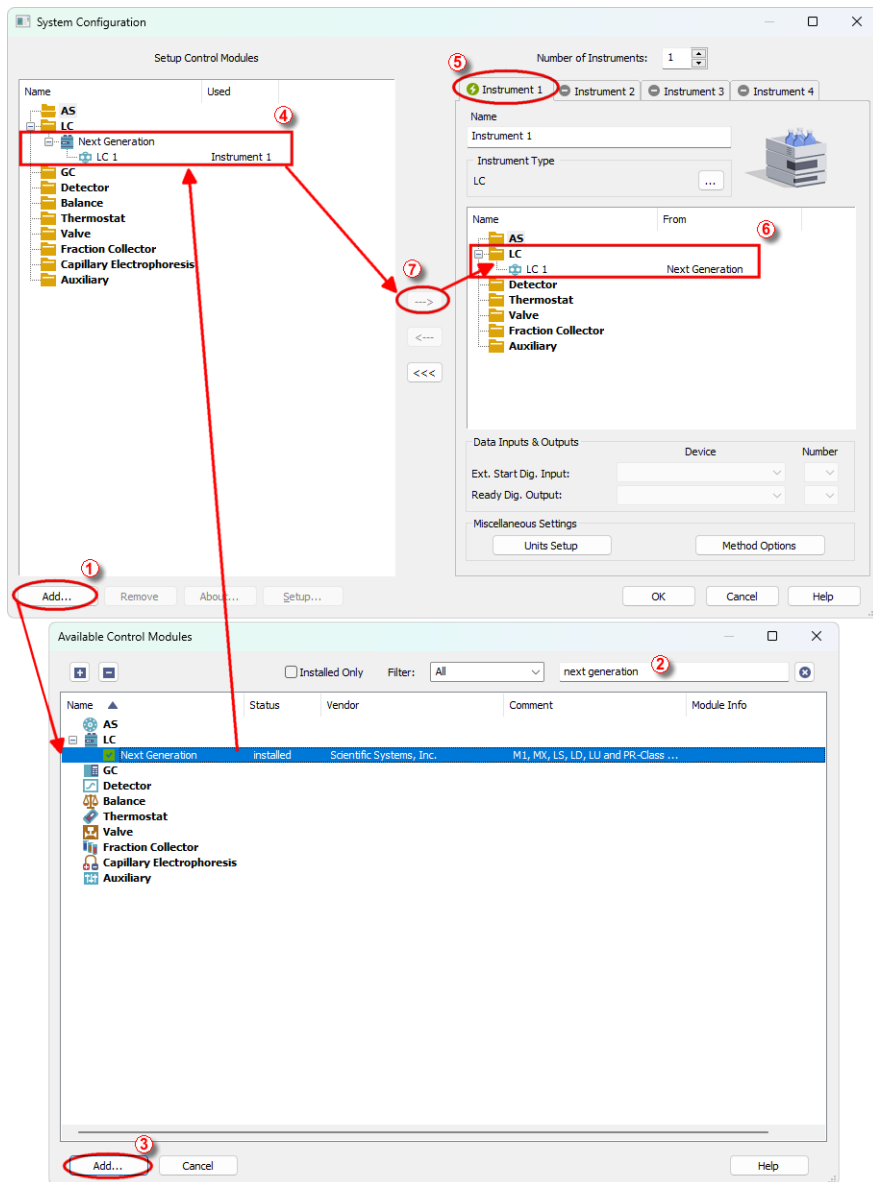 System Configuration
Setup Control Modules
Name Used
AS
LC
Next Generation
LC 1 Instrument 1
GC
Detector
Balance
Thermostat
Valve
Fraction Collector
Capillary Electrophoresis
Auxiliary
4
7
--->
<---
<<<
Number of Instruments: 1
5
Instrument 1 Instrument 2 Instrument 3 Instrument 4
Name
Instrument 1
Instrument Type
LC ...
Name From
6
AS
LC
LC 1 Next Generation
Detector
Thermostat
Valve
Fraction Collector
Auxiliary
Data Inputs & Outputs
Device Number
Ext. Start Dig. Input:
Ready Dig. Output:
Miscellaneous Settings
Units Setup Method Options
1
Add... Remove About... Setup... OK Cancel Help
Available Control Modules
Installed Only Filter: All next generation 2
Name Status Vendor Comment Module Info
AS
LC
Next Generation installed Scientific Systems, Inc. M1, MX, LS, LD, LU and PR-Class ...
GC
Detector
Balance
Thermostat
Valve
Fraction Collector
Capillary Electrophoresis
Auxiliary
3
Add... Cancel Help